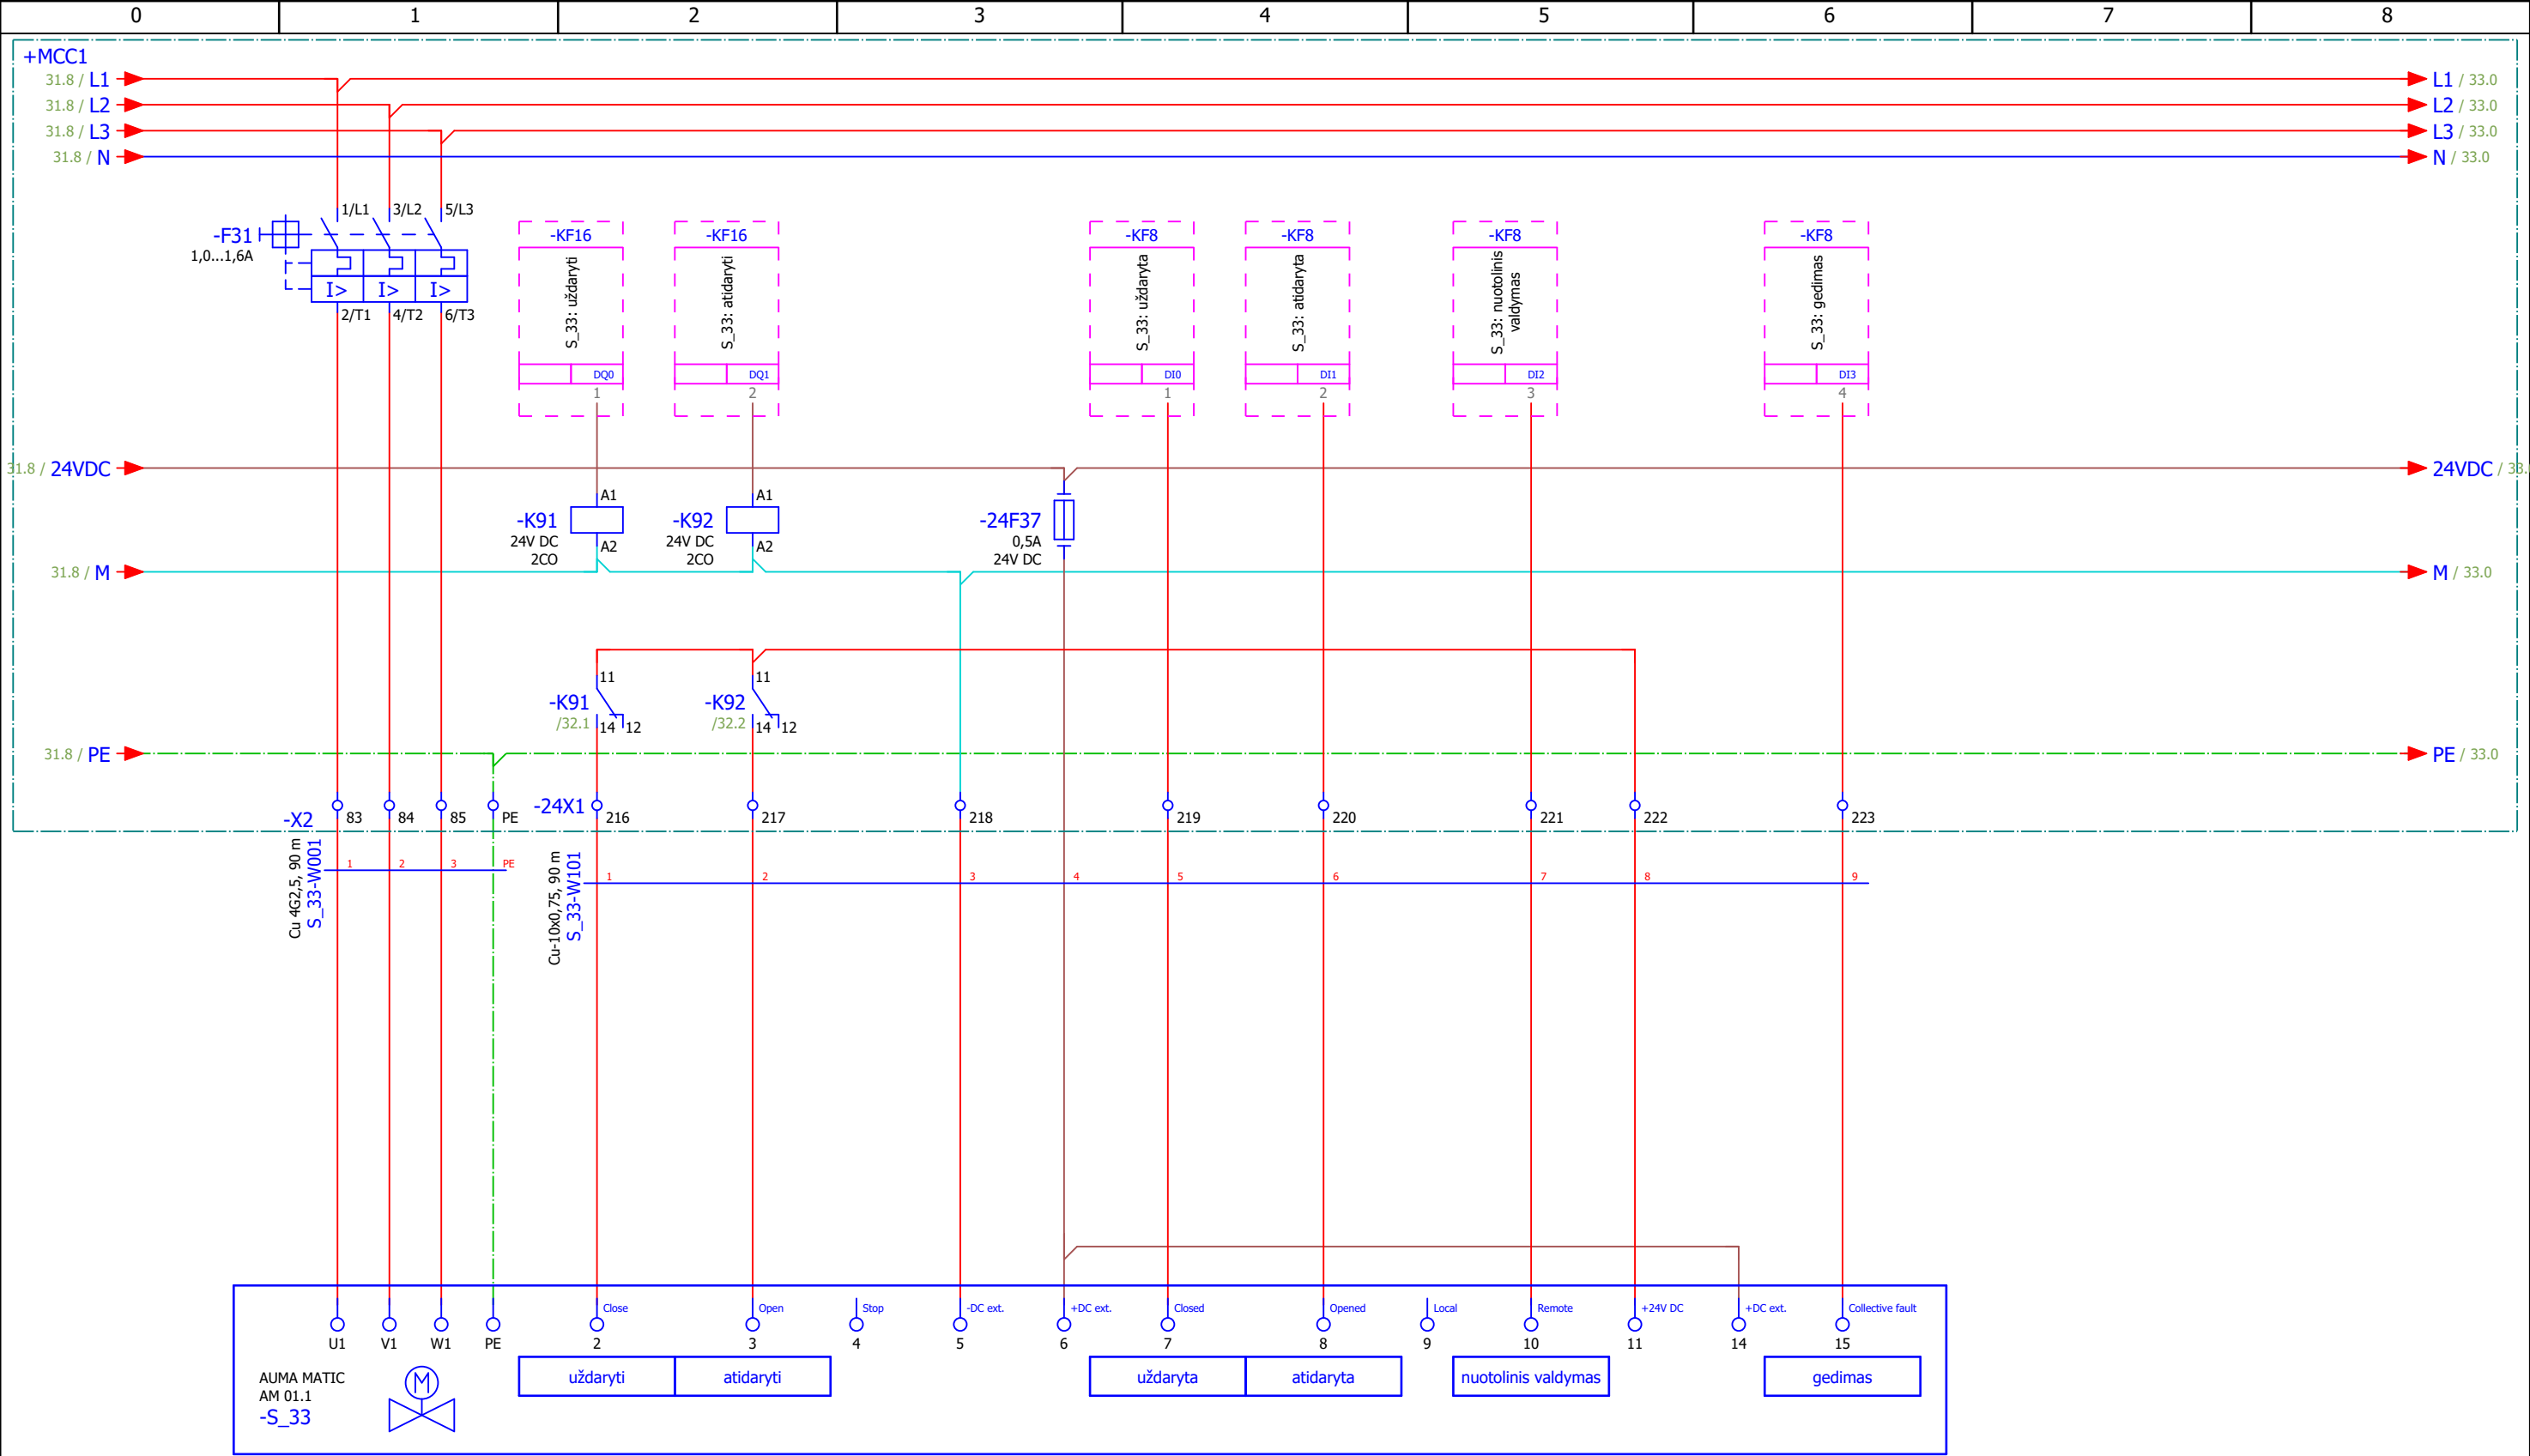 0 1 2 3 4 5 6 7 8
+MCC1
31.8 / L1 L1 / 33.0
31.8 / L2 L2 / 33.0
31.8 / L3 L3 / 33.0
31.8 / N N / 33.0
1/L1 3/L2 5/L3
-F31
1,0...1,6A
I> I> I>
2/T1 4/T2 6/T3
-KF16
S_33: uždaryti
DQ0
1
-KF16
S_33: atidaryti
DQ1
2
-KF8
S_33: uždaryta
DI0
1
-KF8
S_33: atidaryta
DI1
2
-KF8
S_33: nuotolinis
valdymas
DI2
3
-KF8
S_33: gedimas
DI3
4
31.8 / 24VDC 24VDC / 33.
A1
-K91
24V DC
A2
2CO
A1
-K92
24V DC
A2
2CO
-24F37
0,5A
24V DC
31.8 / M M / 33.0
11
-K91
/32.1
14 12
11
-K92
/32.2
14 12
31.8 / PE PE / 33.0
-X2 83 84 85 PE
-24X1 216 217 218 219 220 221 222 223
Cu 4G2,5, 90 m
S_33-W001
1 2 3 PE
Cu-10x0,75, 90 m
S_33-W101
1 2 3 4 5 6 7 8 9
Close Open Stop -DC ext. +DC ext. Closed Opened Local Remote +24V DC +DC ext. Collective fault
U1 V1 W1 PE 2 3 4 5 6 7 8 9 10 11 14 15
AUMA MATIC
AM 01.1
-S_33
M
uždaryti atidaryti uždaryta atidaryta nuotolinis valdymas gedimas